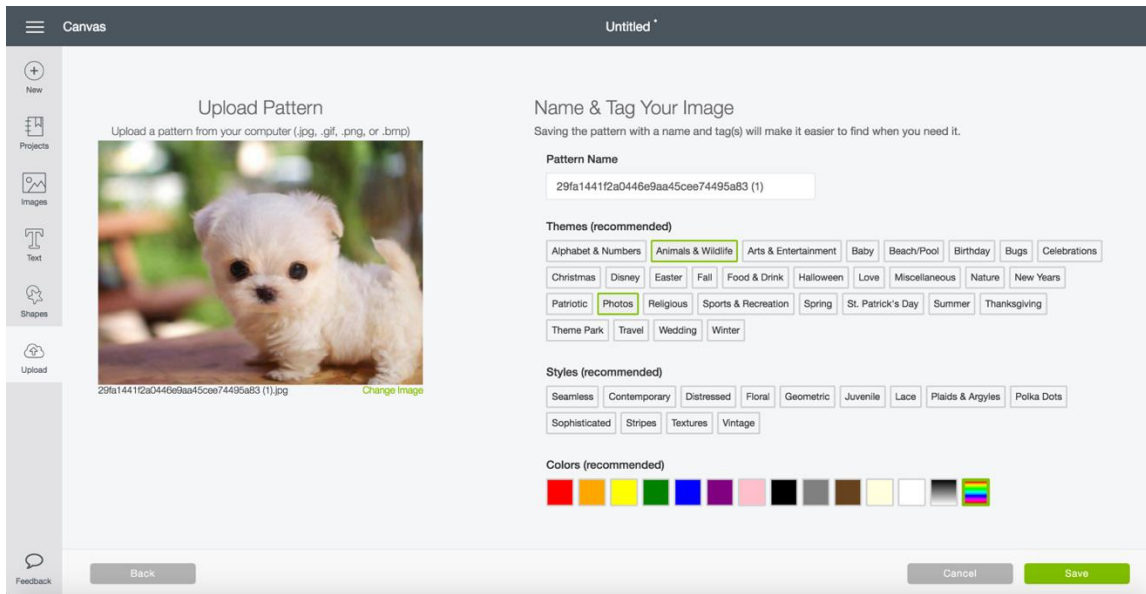 Canvas
Untitled *
New
Projects
Images
Text
Shapes
Upload
Feedback
Upload Pattern
Upload a pattern from your computer (.jpg, .gif, .png, or .bmp)
29fa1441f2a0446e9aa45cee74495a83 (1).jpg Change Image
Name & Tag Your Image
Saving the pattern with a name and tag(s) will make it easier to find when you need it.
Pattern Name
29fa1441f2a0446e9aa45cee74495a83 (1)
Themes (recommended)
Alphabet & Numbers Animals & Wildlife Arts & Entertainment Baby Beach/Pool Birthday Bugs Celebrations
Christmas Disney Easter Fall Food & Drink Halloween Love Miscellaneous Nature New Years
Patriotic Photos Religious Sports & Recreation Spring St. Patrick's Day Summer Thanksgiving
Theme Park Travel Wedding Winter
Styles (recommended)
Seamless Contemporary Distressed Floral Geometric Juvenile Lace Plaids & Argyles Polka Dots
Sophisticated Stripes Textures Vintage
Colors (recommended)
Back Cancel Save